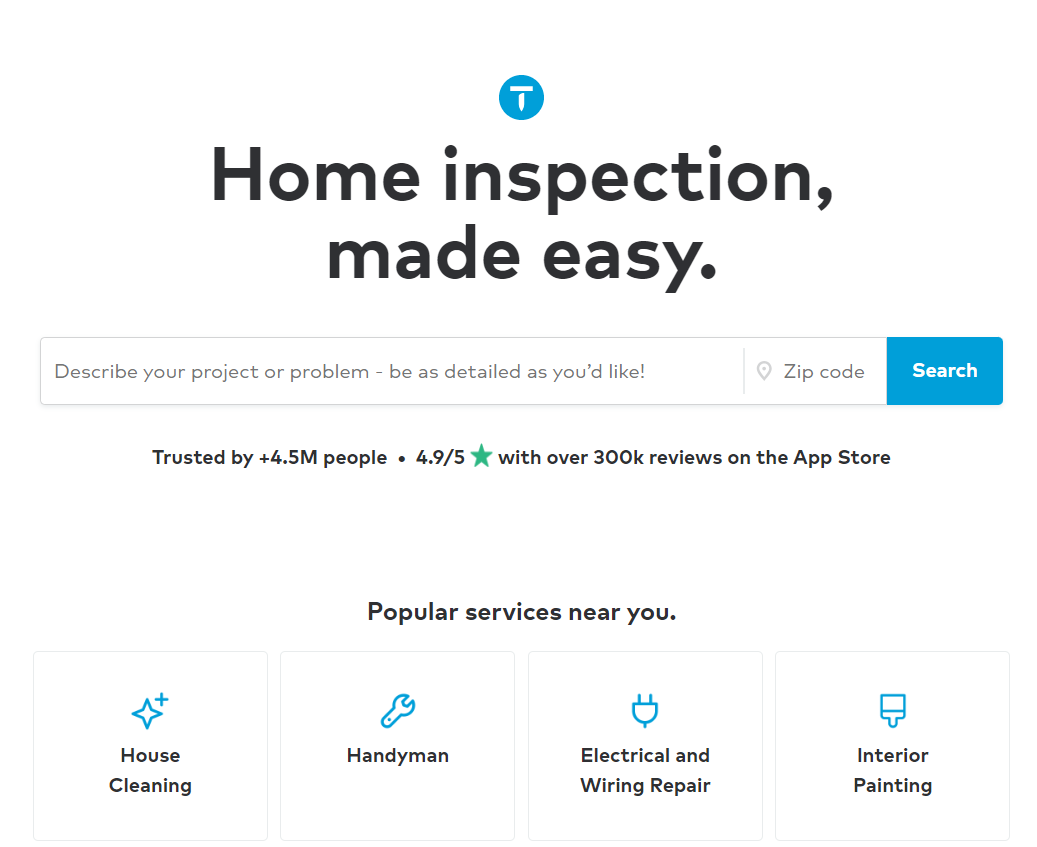 T
Home inspection,
made easy.
Describe your project or problem - be as detailed as you’d like!
Zip code
Search
Trusted by +4.5M people • 4.9/5 with over 300k reviews on the App Store
Popular services near you.
House
Cleaning
Handyman
Electrical and
Wiring Repair
Interior
Painting